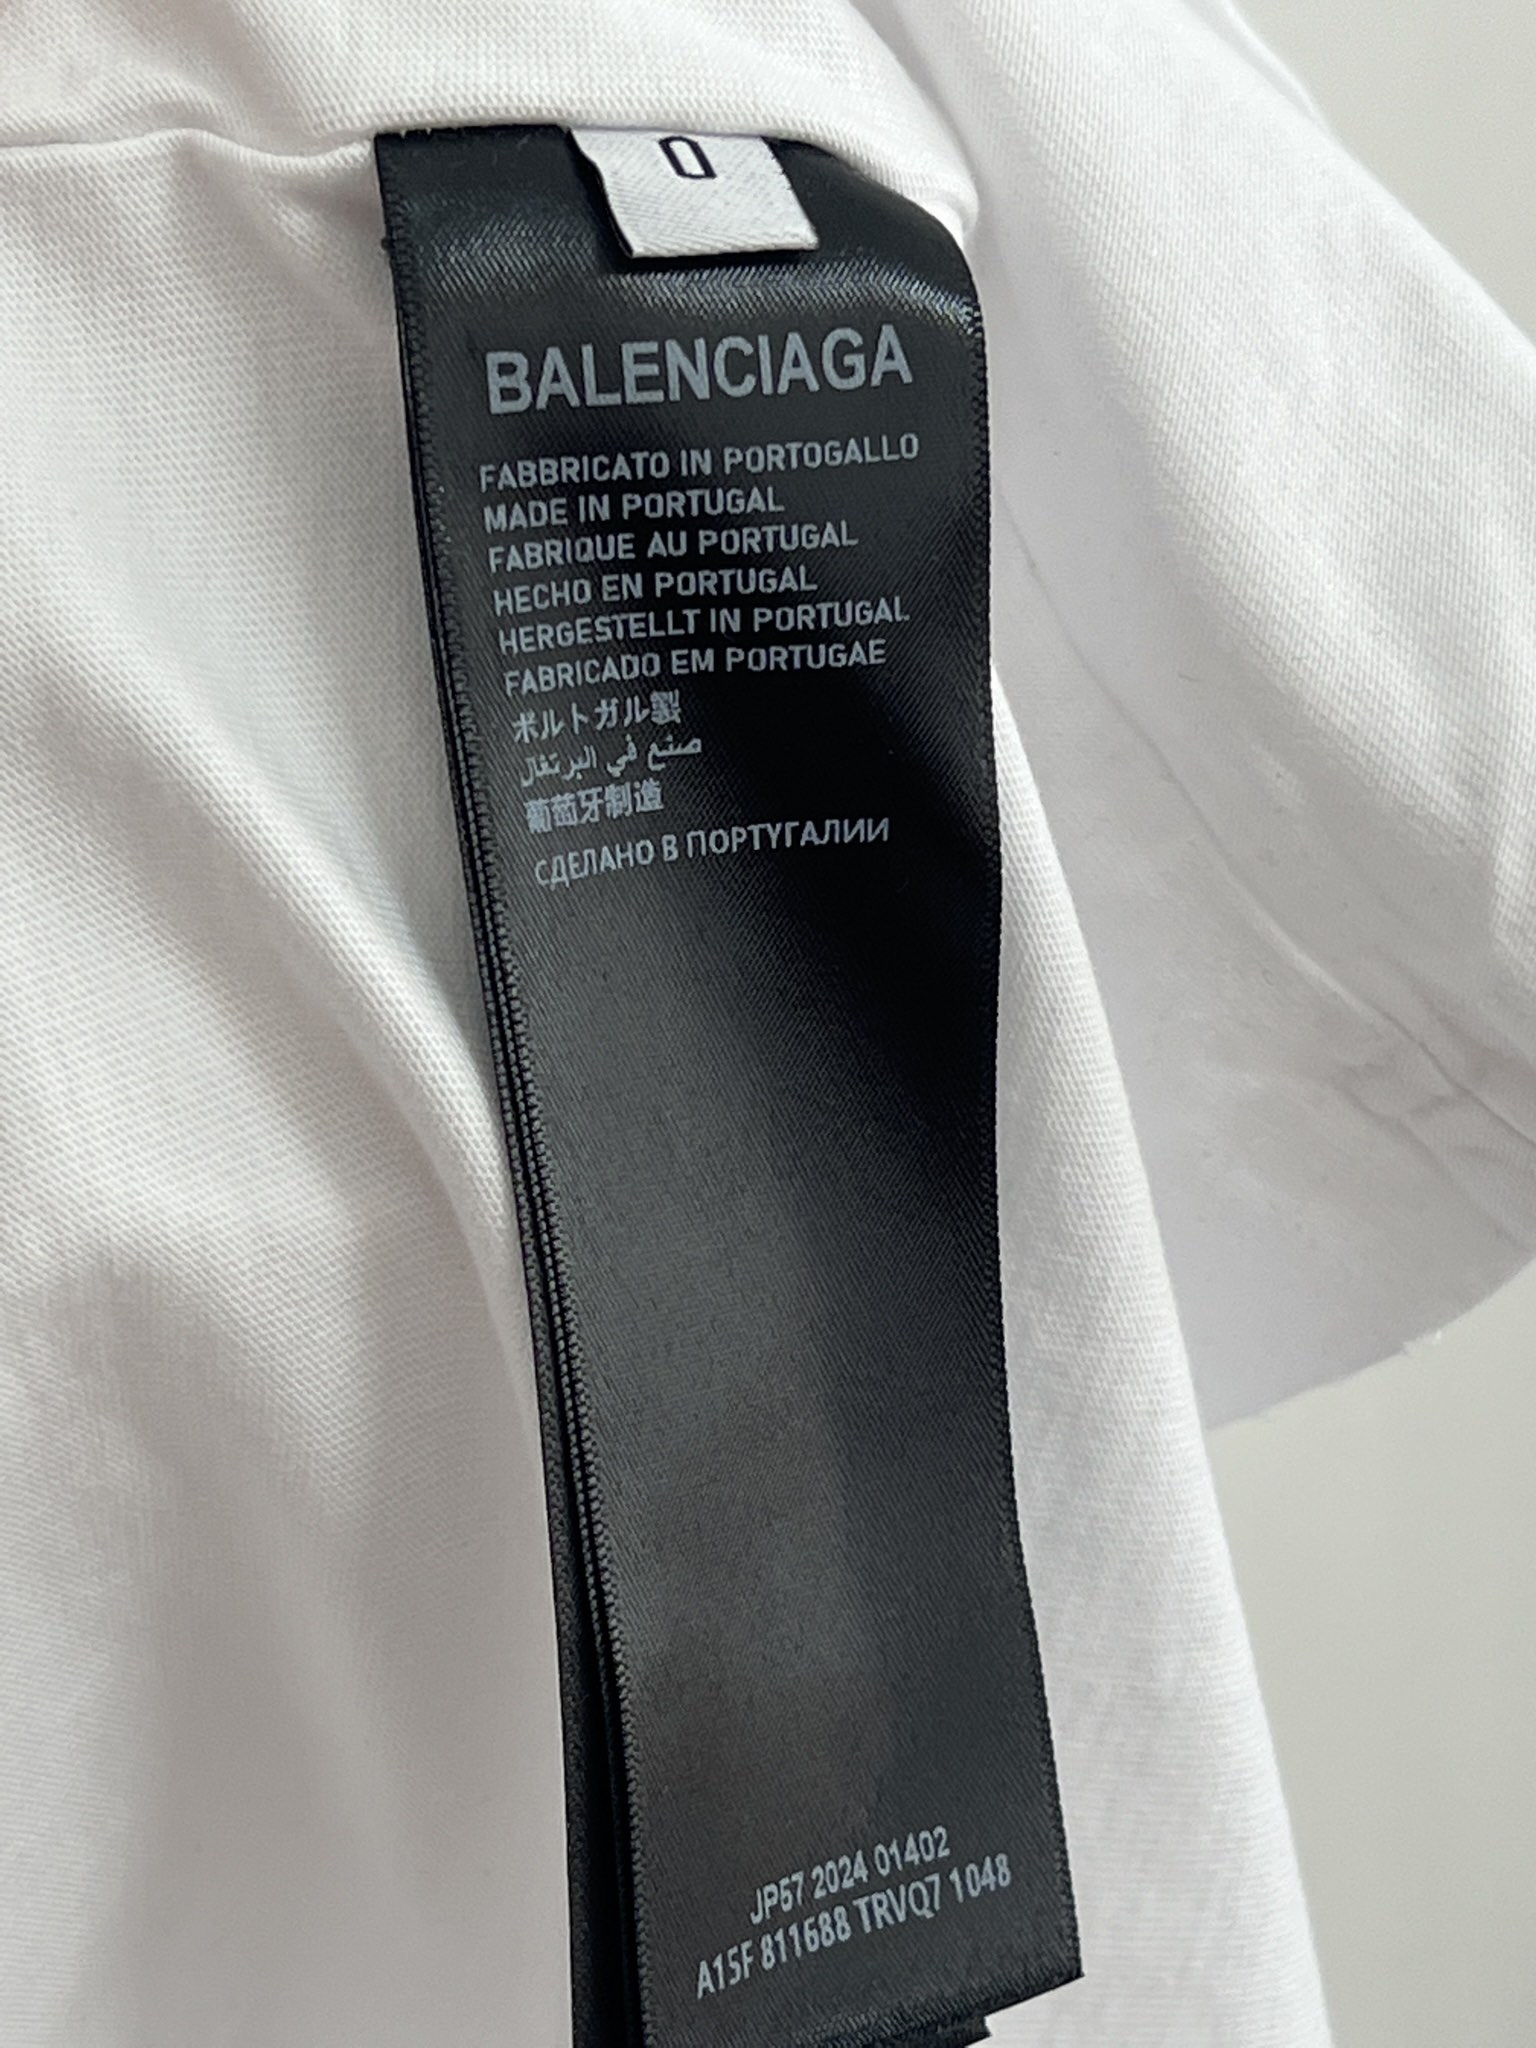 0
BALENCIAGA
FABBRICATO IN PORTOGALLO
MADE IN PORTUGAL
FABRIQUE AU PORTUGAL
HECHO EN PORTUGAL
HERGESTELLT IN PORTUGAL
FABRICADO EM PORTUGAE
ポルトガル製
صنع في البرتغال
葡萄牙制造
СДЕЛАНО В ПОРТУГАЛИИ
JP57 2024 01402
A15F 811688 TRVQ7 1048